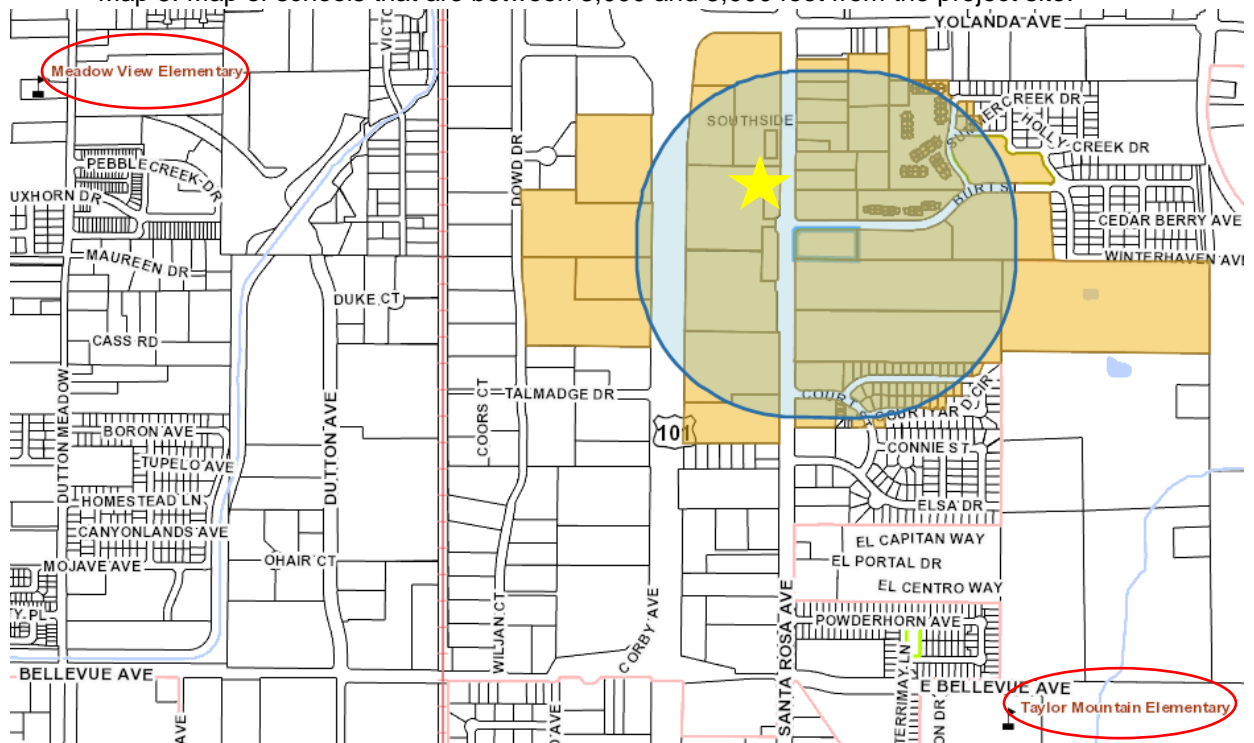 YOLANDA AVE
Meadow View Elementary
SOUTHSIDE
SUMMERCREEK DR
HOLLY CREEK DR
PEBBLECREEK DR
DOWD DR
BURT ST
UXHORN DR
CEDAR BERRY AVE
WINTERHAVEN AVE
MAUREEN DR
DUKE CT
CASS RD
TALMADGE DR
COORS CT
DUTTON MEADOW
DUTTON AVE
101
CONNIE ST
BORON AVE
TUPELO AVE
HOMESTEAD LN
CANYONLANDS AVE
ELSA DR
EL CAPITAN WAY
EL PORTAL DR
OHAIR CT
MOJAVE AVE
EL CENTRO WAY
WILJAN CT
CORBY AVE
SANTA ROSA AVE
POWDERHORN AVE
BELLEVUE AVE
E BELLEVUE AVE
Taylor Mountain Elementary
AVE